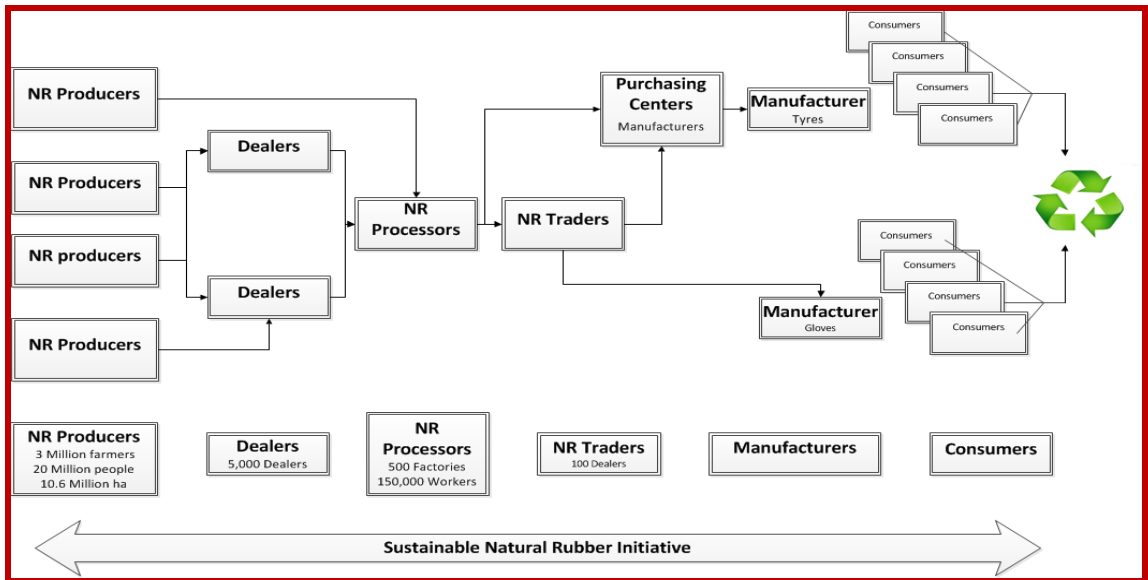 Consumers
Consumers
Consumers
Consumers
NR Producers
Purchasing
Centers
Manufacturers
Manufacturer
Tyres
Dealers
NR Producers
NR
Processors
NR Traders
NR producers
Consumers
Consumers
Consumers
Consumers
Dealers
Manufacturer
Gloves
NR Producers
NR Producers
3 Million farmers
20 Million people
10.6 Million ha
Dealers
5,000 Dealers
NR
Processors
500 Factories
150,000 Workers
NR Traders
100 Dealers
Manufacturers
Consumers
Sustainable Natural Rubber Initiative